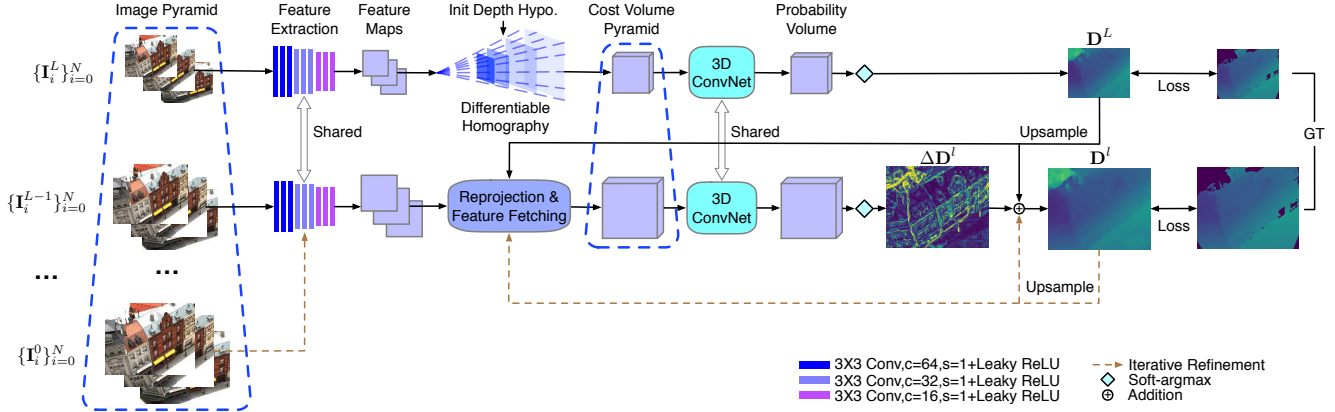 Image Pyramid
Feature
Extraction
Feature
Maps
Init Depth Hypo.
Cost Volume
Pyramid
Probability
Volume
{I_i^L}_{i=0}^N
3D
ConvNet
D^L
Loss
GT
Differentiable
Homography
Shared
Shared
Upsample
{I_i^{L-1}}_{i=0}^N
Reprojection &
Feature Fetching
3D
ConvNet
ΔD^l
D^l
Loss
...
...
Upsample
{I_i^0}_{i=0}^N
3X3 Conv,c=64,s=1+Leaky ReLU
3X3 Conv,c=32,s=1+Leaky ReLU
3X3 Conv,c=16,s=1+Leaky ReLU
Iterative Refinement
Soft-argmax
Addition